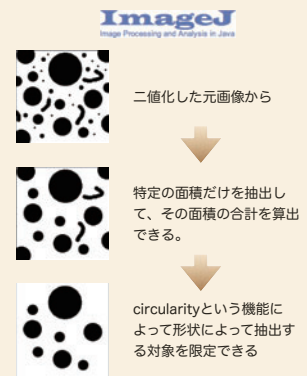 ImageJ
Image Processing and Analysis in Java
二値化した元画像から
特定の面積だけを抽出し
て、その面積の合計を算出
できる。
circularityという機能に
よって形状によって抽出す
る対象を限定できる